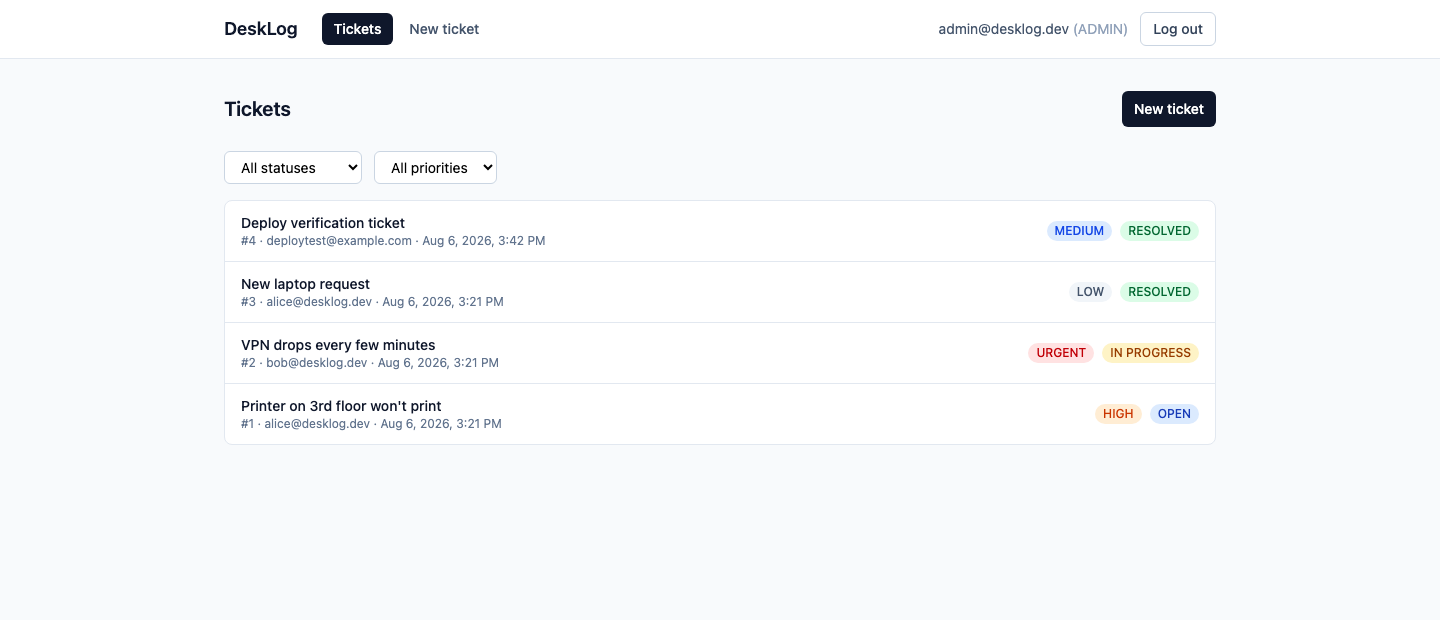 DeskLog Tickets New ticket admin@desklog.dev (ADMIN) Log out
Tickets New ticket
All statuses All priorities
Deploy verification ticket
#4 · deploytest@example.com · Aug 6, 2026, 3:42 PM
MEDIUM RESOLVED
New laptop request
#3 · alice@desklog.dev · Aug 6, 2026, 3:21 PM
LOW RESOLVED
VPN drops every few minutes
#2 · bob@desklog.dev · Aug 6, 2026, 3:21 PM
URGENT IN PROGRESS
Printer on 3rd floor won't print
#1 · alice@desklog.dev · Aug 6, 2026, 3:21 PM
HIGH OPEN